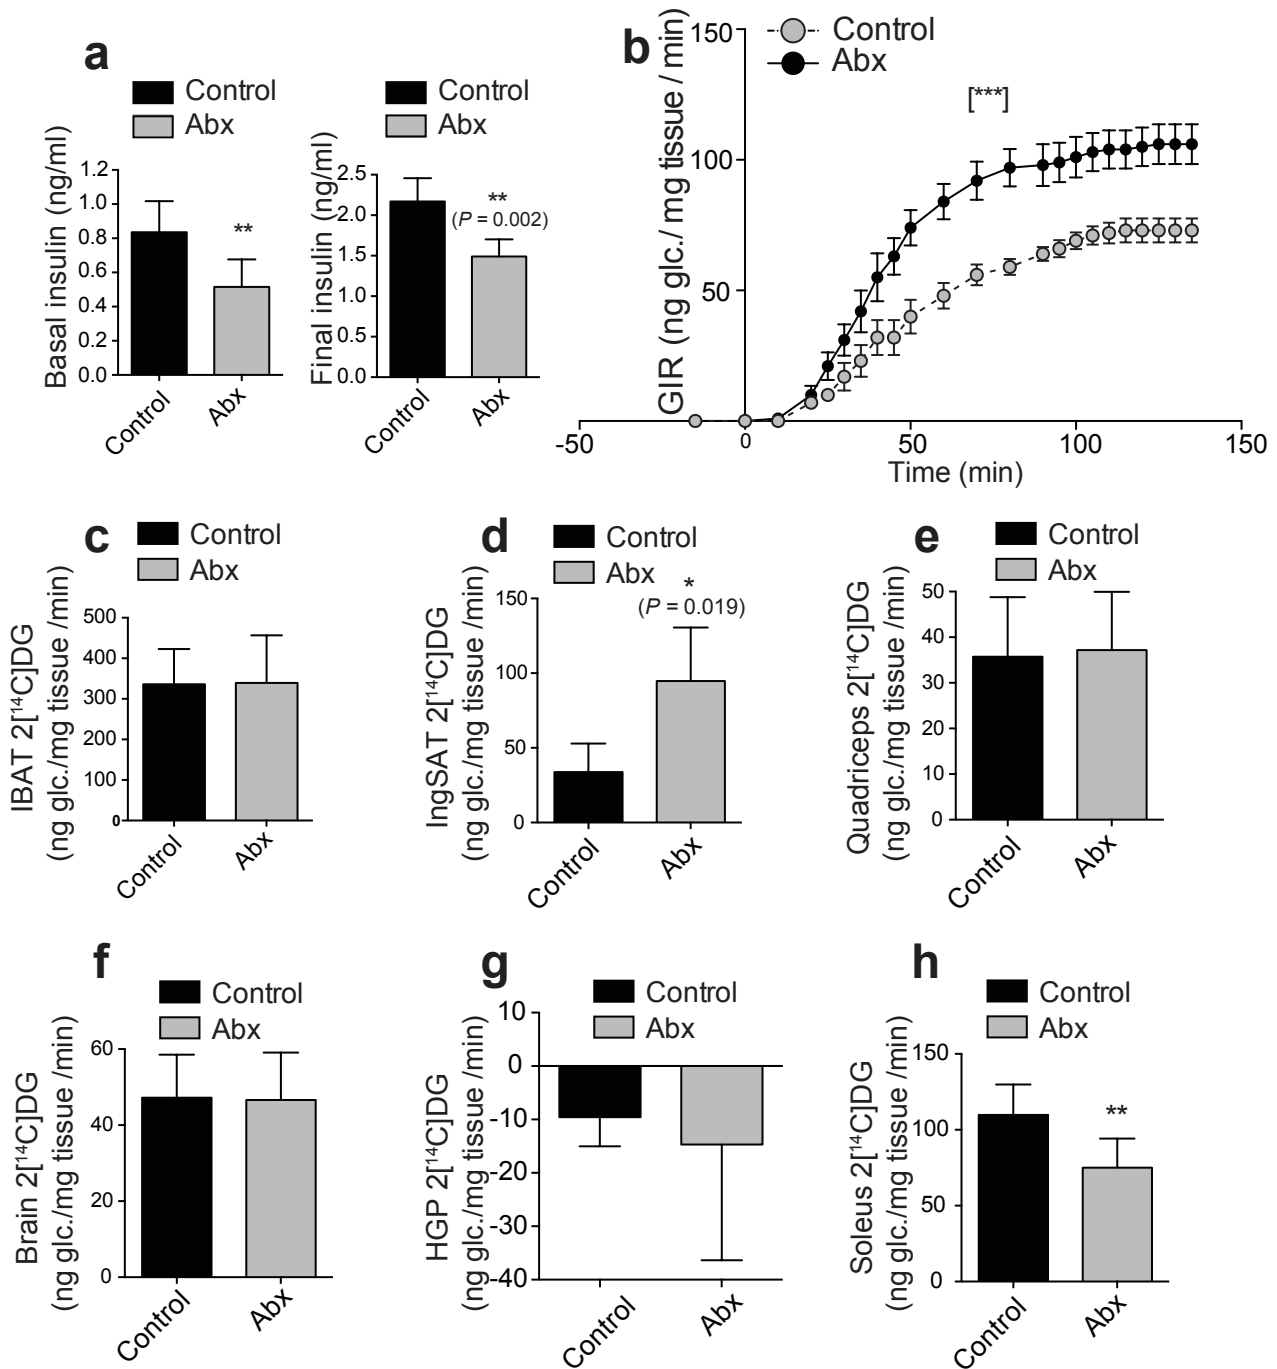 a
Control
Abx
Basal insulin (ng/ml)
1.2
1.0
0.8
0.6
0.4
0.2
0.0
**
Control
Abx
Control
Abx
Final insulin (ng/ml)
2.5
2.0
1.5
1.0
0.5
0.0
**
(P = 0.002)
Control
Abx
b
Control
Abx
[***]
GIR (ng glc./ mg tissue / min)
150
100
50
-50
0
50
100
150
Time (min)
c
Control
Abx
IBAT 2[¹⁴C]DG
(ng glc./mg tissue /min)
500
400
300
200
100
0
Control
Abx
d
Control
Abx
*
(P = 0.019)
IngSAT 2[¹⁴C]DG
(ng glc./mg tissue /min)
150
100
50
0
Control
Abx
e
Control
Abx
Quadriceps 2[¹⁴C]DG
(ng glc./mg tissue /min)
50
40
30
20
10
0
Control
Abx
f
Control
Abx
Brain 2[¹⁴C]DG
(ng glc./mg tissue /min)
60
40
20
0
Control
Abx
g
Control
Abx
HGP 2[¹⁴C]DG
(ng glc./mg tissue /min)
10
0
-10
-20
-30
-40
Control
Abx
h
Control
Abx
**
Soleus 2[¹⁴C]DG
(ng glc./mg tissue /min)
150
100
50
0
Control
Abx